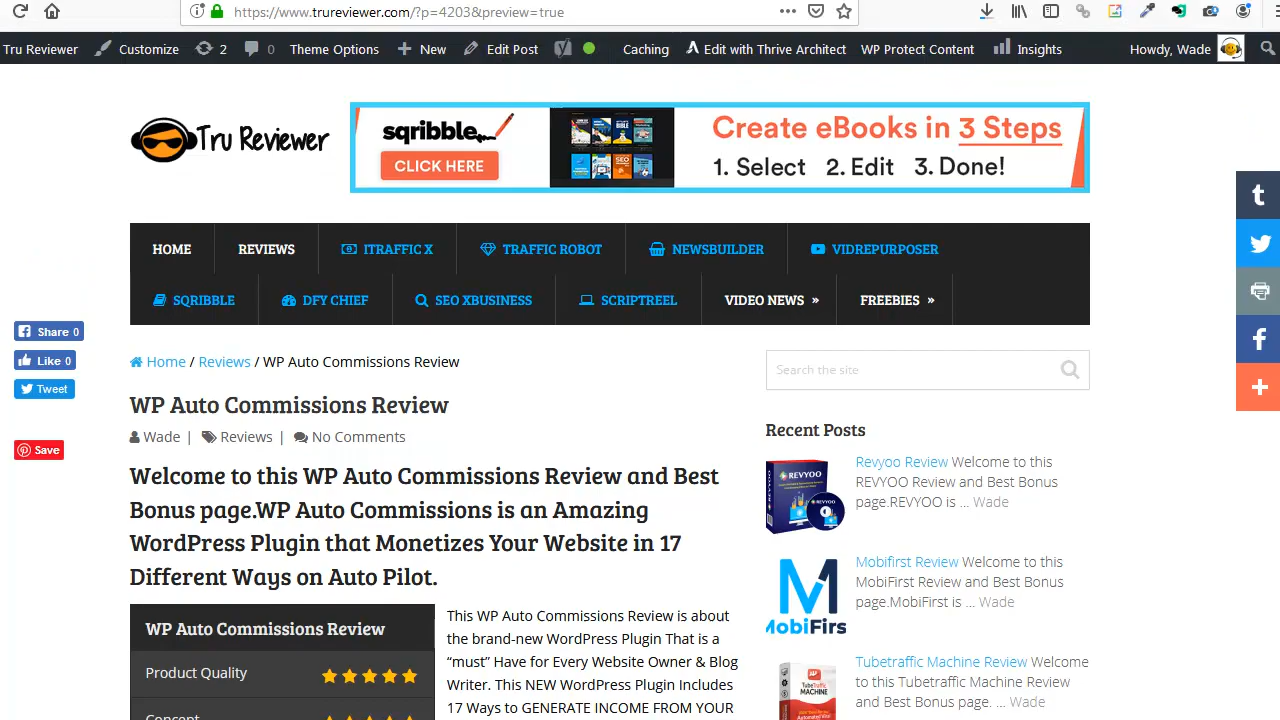 https://www.trureviewer.com/?p=4203&preview=true
Tru Reviewer Customize 2 0 Theme Options New Edit Post Caching Edit with Thrive Architect WP Protect Content Insights Howdy, Wade
Tru Reviewer
sqribble
CLICK HERE
Create eBooks in 3 Steps
1. Select 2. Edit 3. Done!
HOME REVIEWS ITRAFFIC X TRAFFIC ROBOT NEWSBUILDER VIDREPURPOSER
SQRIBBLE DFY CHIEF SEO XBUSINESS SCRIPTREEL VIDEO NEWS » FREEBIES »
Share 0
Like 0
Tweet
Save
Home / Reviews / WP Auto Commissions Review
WP Auto Commissions Review
Wade | Reviews | No Comments
Welcome to this WP Auto Commissions Review and Best
Bonus page.WP Auto Commissions is an Amazing
WordPress Plugin that Monetizes Your Website in 17
Different Ways on Auto Pilot.
WP Auto Commissions Review
Product Quality
Concept
This WP Auto Commissions Review is about
the brand-new WordPress Plugin That is a
“must” Have for Every Website Owner & Blog
Writer. This NEW WordPress Plugin Includes
17 Ways to GENERATE INCOME FROM YOUR
Search the site
Recent Posts
REVYOO
REVYOO
Revyoo Review Welcome to this
REVYOO Review and Best Bonus
page.REVYOO is ... Wade
MobiFirs
Mobifirst Review Welcome to this
MobiFirst Review and Best Bonus
page.MobiFirst is ... Wade
TubeTraffic
MACHINE
Tubetraffic Machine Review Welcome
to this Tubetraffic Machine Review
and Best Bonus page. ... Wade